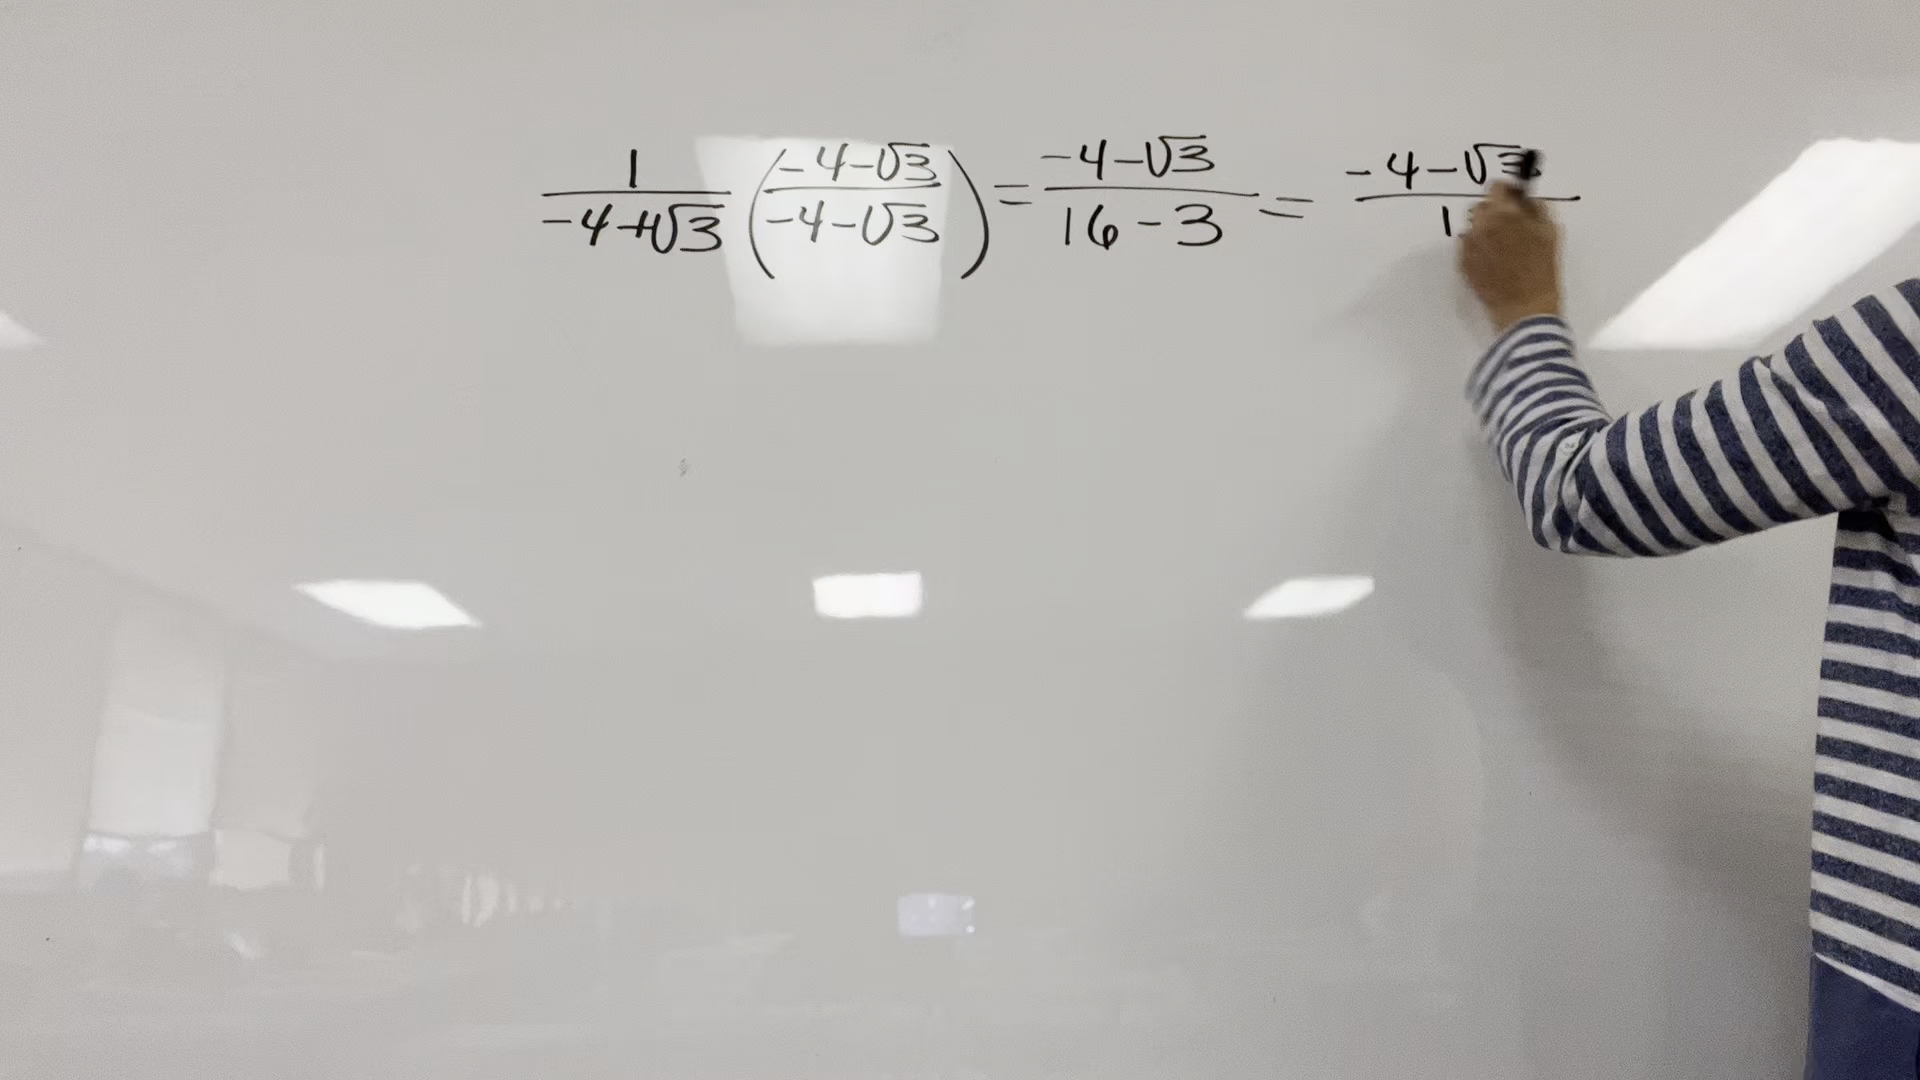 1/(-4+√3) ((-4-√3)/(-4-√3)) = (-4-√3)/(16-3) = (-4-√3)/1